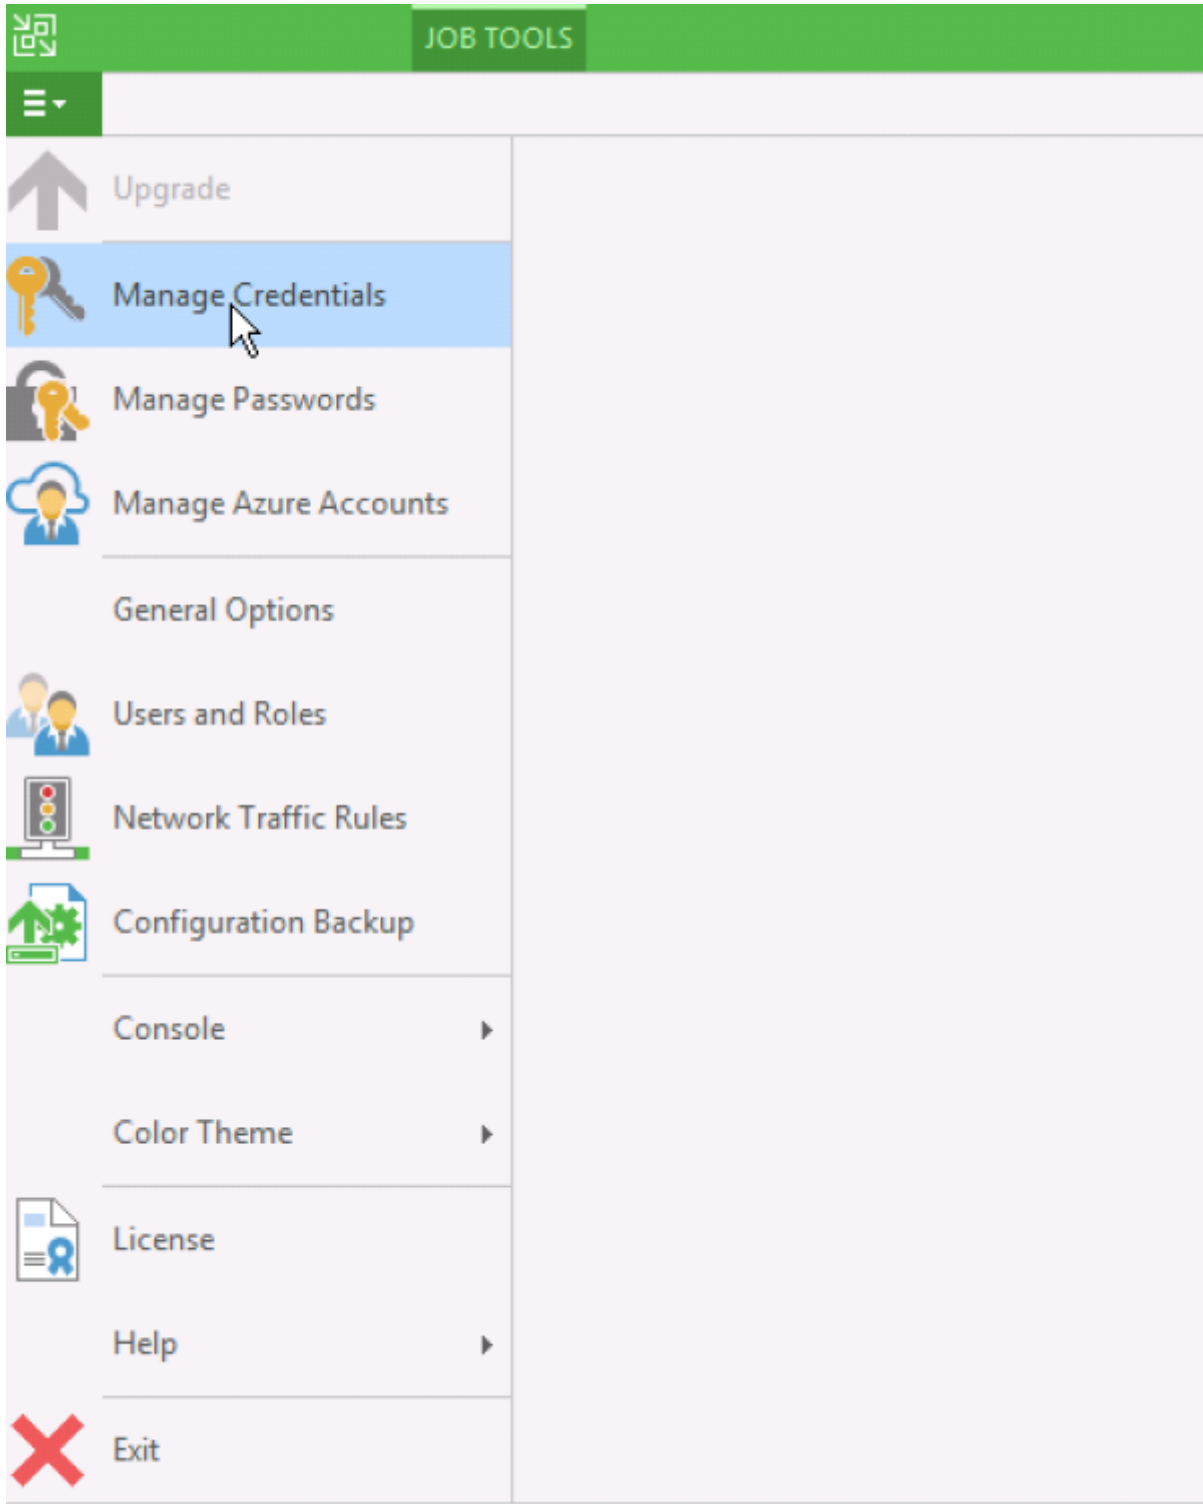 JOB TOOLS
Upgrade
Manage Credentials
Manage Passwords
Manage Azure Accounts
General Options
Users and Roles
Network Traffic Rules
Configuration Backup
Console
Color Theme
License
Help
Exit